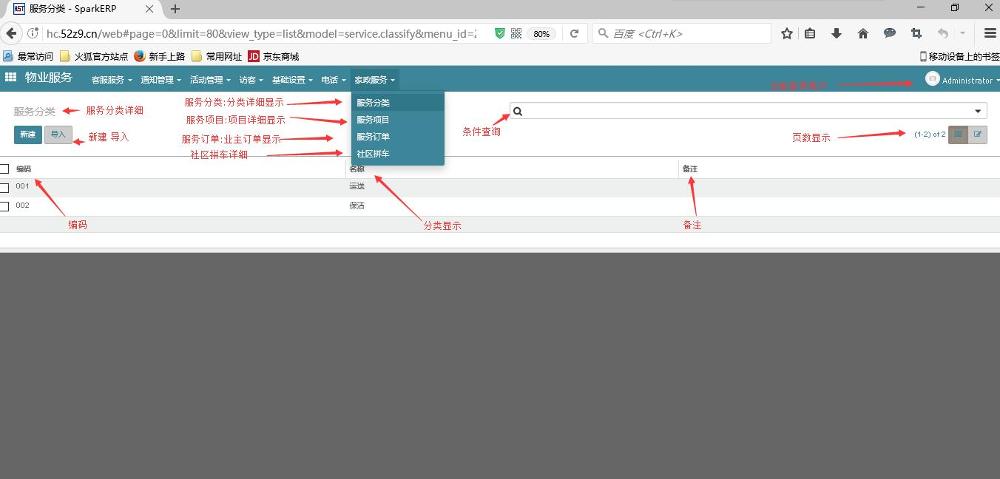 服务分类 - SparkERP
hc.52z9.cn/web#page=0&limit=80&view_type=list&model=service.classify&menu_id=2
80%
百度 <Ctrl+K>
最常访问 火狐官方站点 新手上路 常用网址 JD 京东商城 移动设备上的书签
物业服务 客服服务 通知管理 活动管理 访客 基础设置 电话 家政服务 Administrator
当前登录用户
服务分类 服务分类详细
服务分类:分类详细显示 服务分类
服务项目:项目详细显示 服务项目
条件查询
新建 导入 新建 导入
服务订单:业主订单显示 服务订单
页数显示 (1-2) of 2
社区拼车详细 社区拼车
编码 名称 备注
001 运送
002 保洁
编码 分类显示 备注